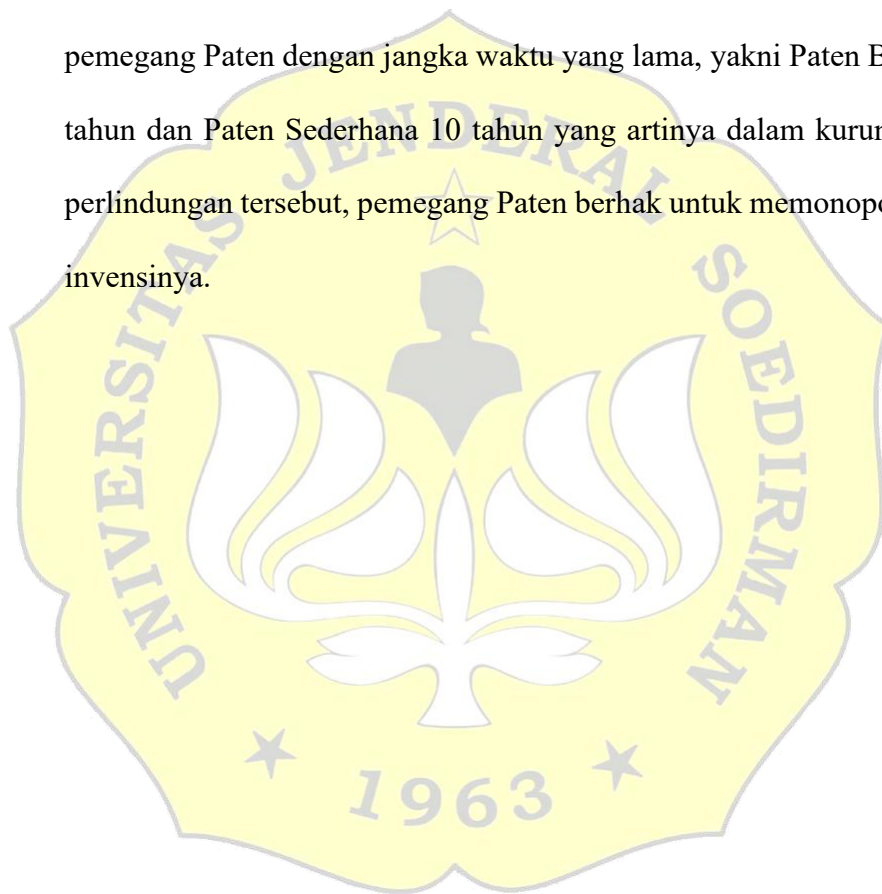 pemegang Paten dengan jangka waktu yang lama, yakni Paten B
tahun dan Paten Sederhana 10 tahun yang artinya dalam kurun
perlindungan tersebut, pemegang Paten berhak untuk memonopo
invensinya.
UNIVERSITAS JENDERAL SOEDIRMAN
1963